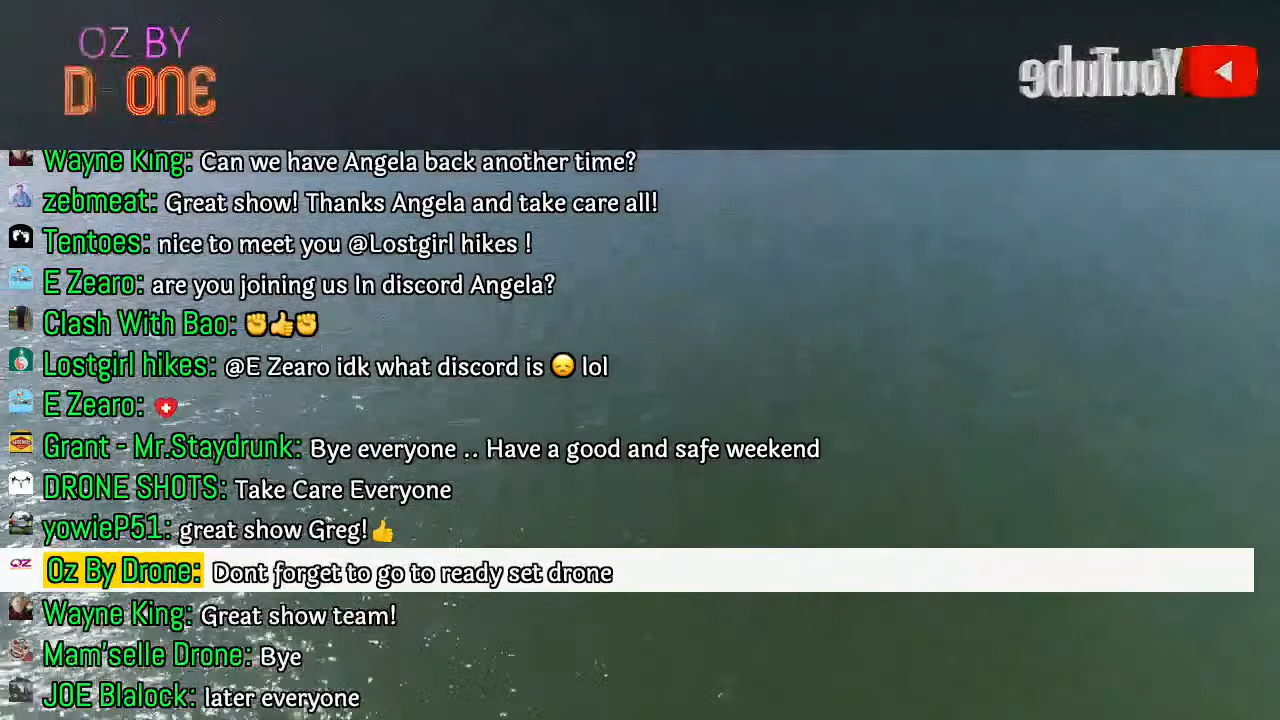 OZ BY
D-ONE
YouTube
Wayne King: Can we have Angela back another time?
zebmeat: Great show! Thanks Angela and take care all!
Tentoes: nice to meet you @Lostgirl hikes !
E Zearo: are you joining us In discord Angela?
Clash With Bao: ✊👍✊
Lostgirl hikes: @E Zearo idk what discord is 😞 lol
E Zearo:
Grant - Mr.Staydrunk: Bye everyone .. Have a good and safe weekend
DRONE SHOTS: Take Care Everyone
yowieP51: great show Greg!👍
OZ
Oz By Drone: Dont forget to go to ready set drone
Wayne King: Great show team!
Mam'selle Drone: Bye
JOE Blalock: later everyone